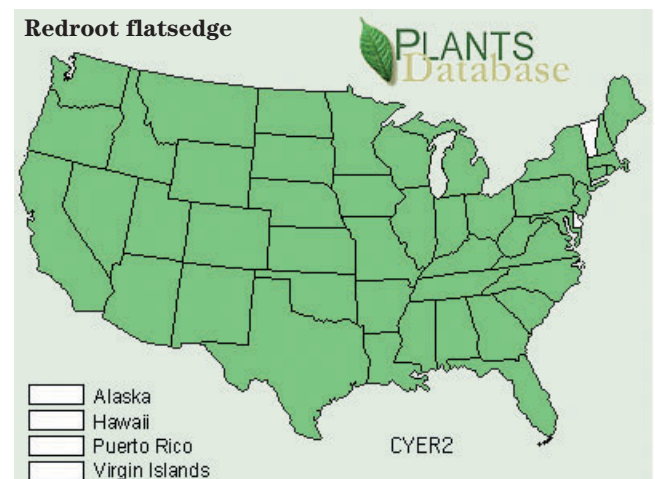 Redroot flatsedge
PLANTS
Database
Alaska
Hawaii
Puerto Rico
Virgin Islands
CYER2